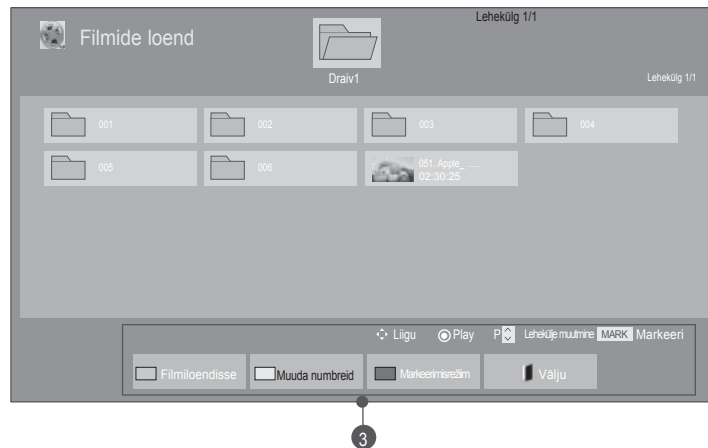 Lehekülg 1/1
Filmide loend
Draiv1
Lehekülg 1/1
001
002
003
004
005
006
051. Apple_ ......
02:30:25
Liigu
Play
P
Lehekülje muutmine
MARK
Markeeri
Filmiloendisse
Muuda numbreid
Markeerimisrežiim
Välju
3